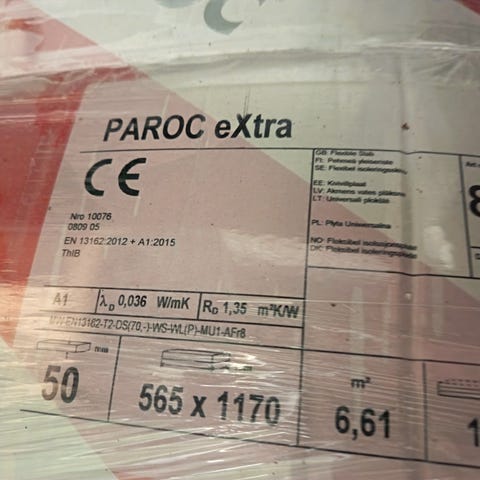 PAROC eXtra
CE
Nro 10076
0809 05
EN 13162:2012 + A1:2015
ThIB
GB: Flexible Slab
FI: Pehmeä yleiseriste
SE: Flexibel isoleringsskiva
EE: Kivivillplaat
LV: Akmens vates plāksne
LT: Universali plokštė
PL: Płyta Uniwersalna
NO: Fleksibel isolasjonsplate
DK: Fleksibel isoleringsplade
A1
λD 0,036 W/mK
RD 1,35 m²K/W
MW-EN13162-T2-DS(70,-)-WS-WL(P)-MU1-AFr8
mm
50
565 x 1170
m²
6,61